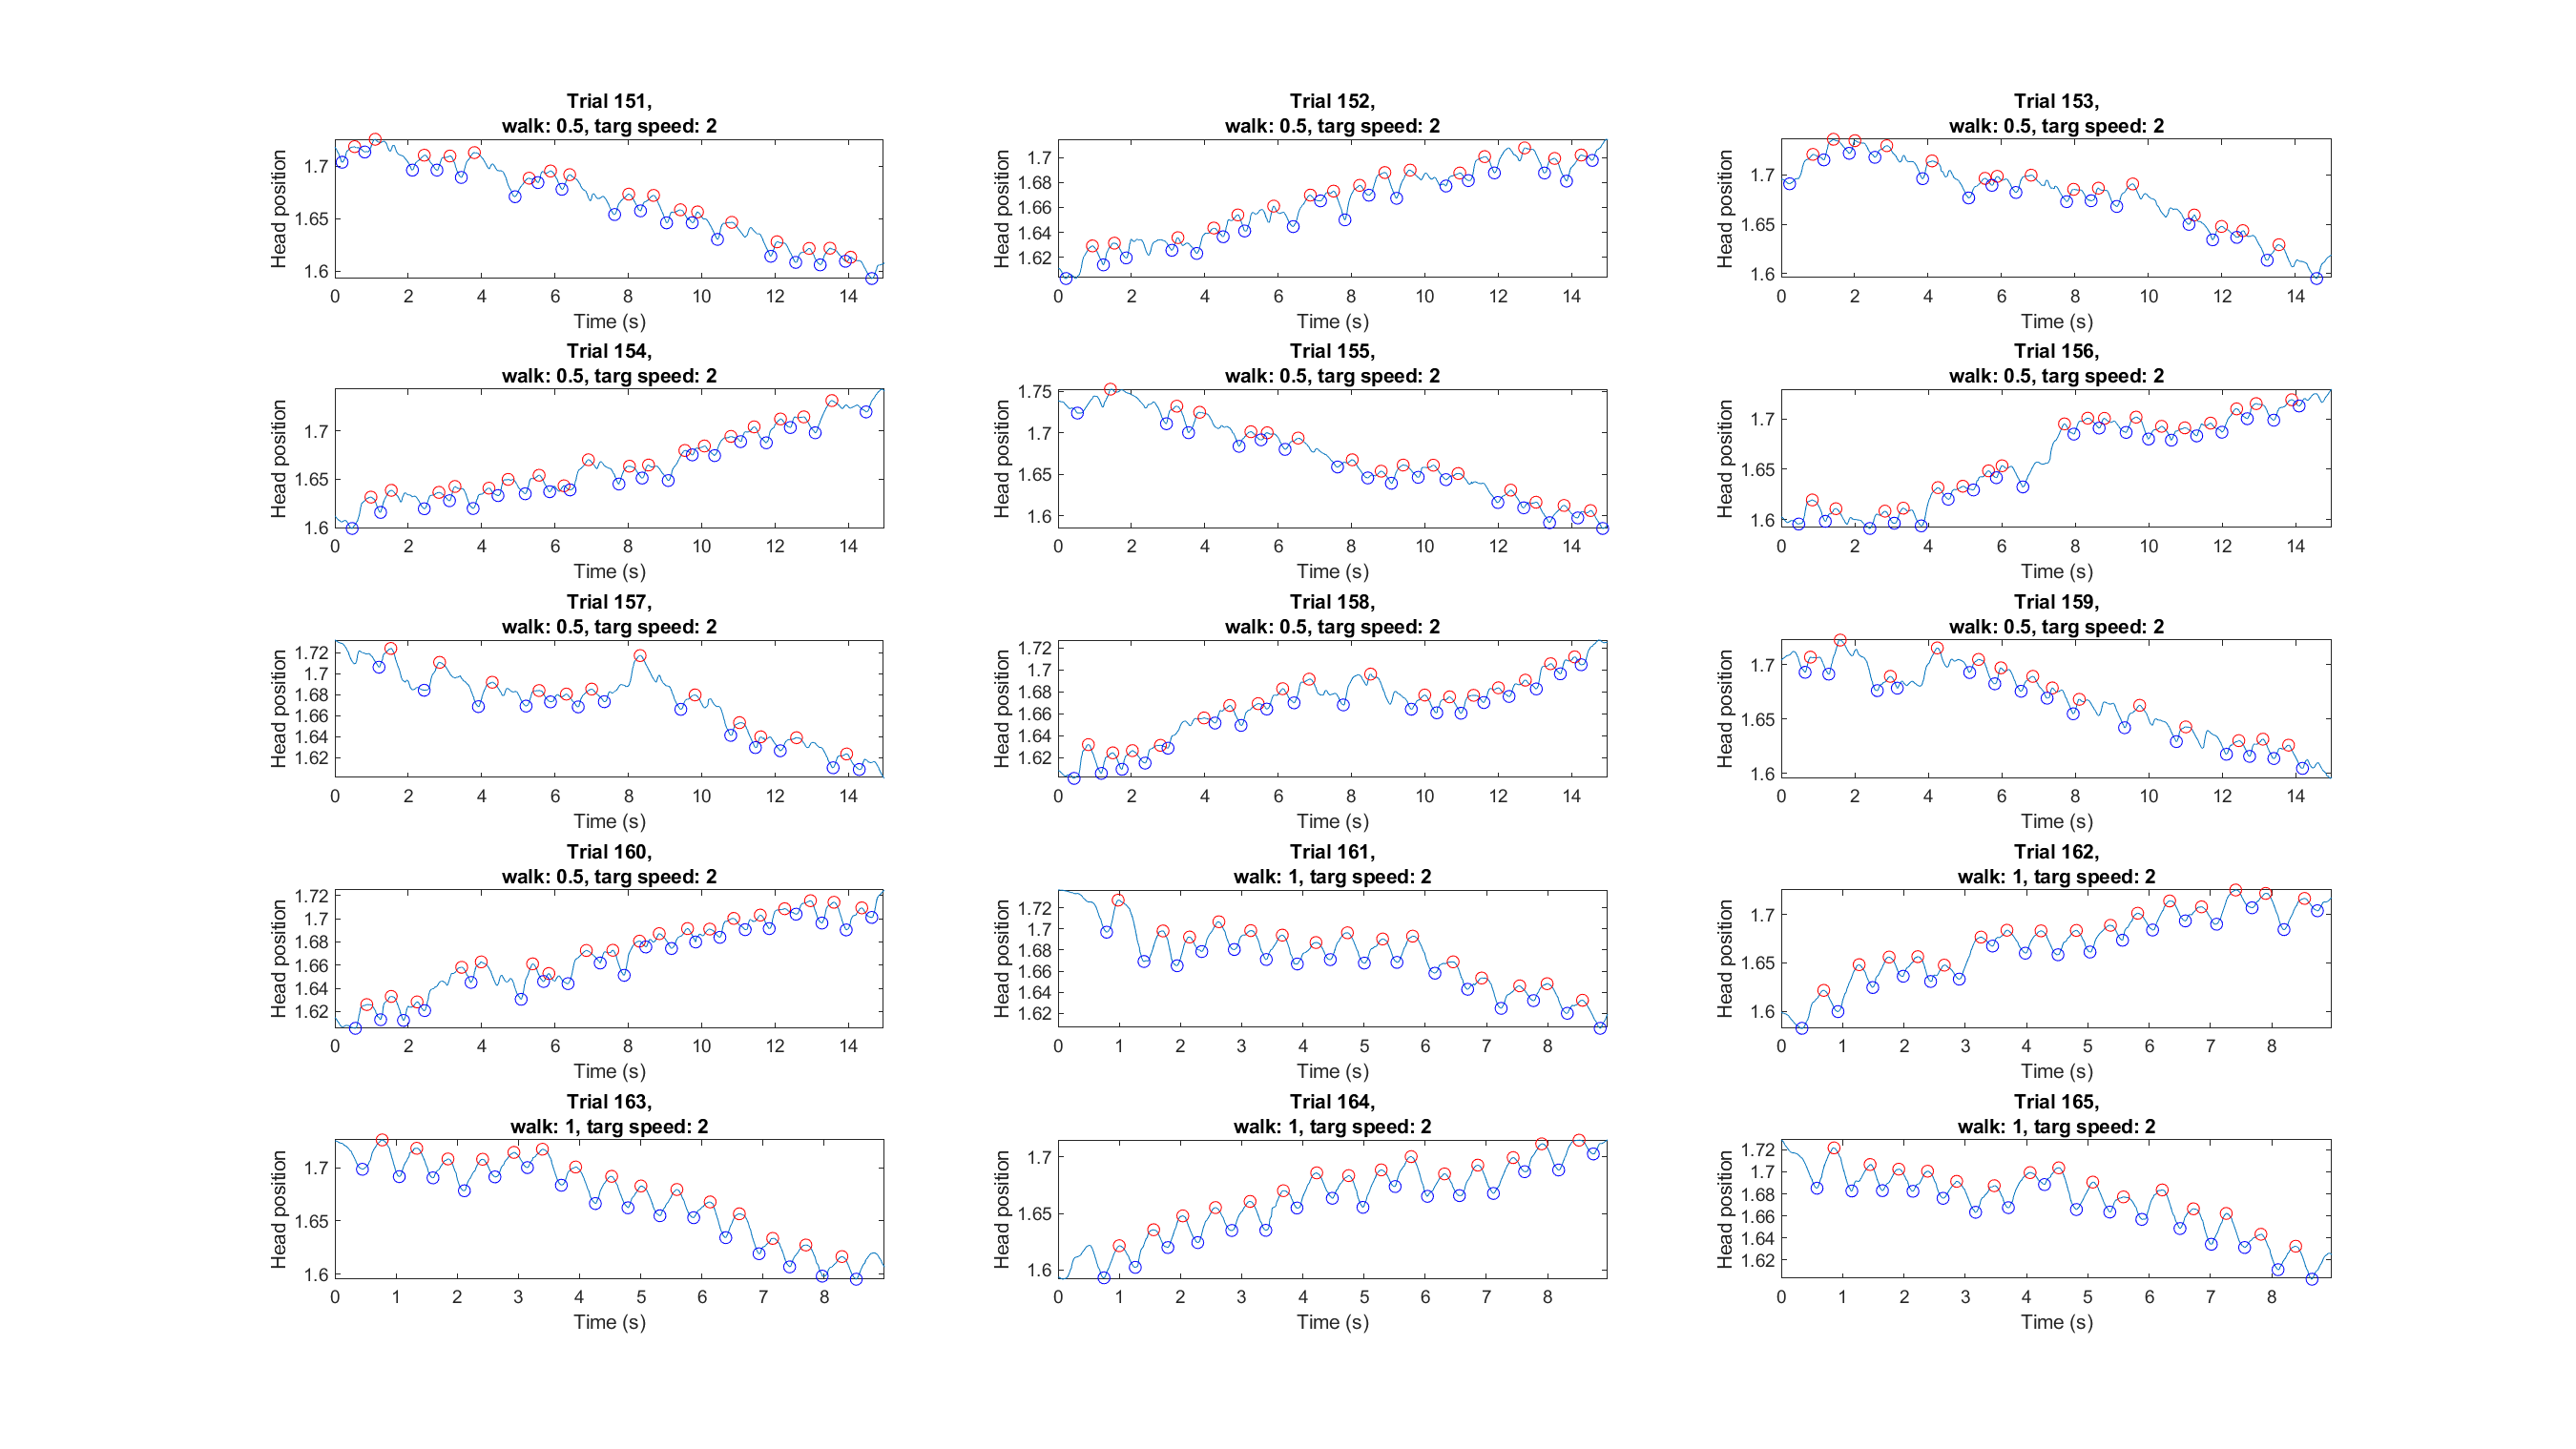 Trial 151,
walk: 0.5, targ speed: 2
Head position
1.7
1.65
1.6
0 2 4 6 8 10 12 14
Time (s)
Trial 152,
walk: 0.5, targ speed: 2
Head position
1.7
1.68
1.66
1.64
1.62
0 2 4 6 8 10 12 14
Time (s)
Trial 153,
walk: 0.5, targ speed: 2
Head position
1.7
1.65
1.6
0 2 4 6 8 10 12 14
Time (s)
Trial 154,
walk: 0.5, targ speed: 2
Head position
1.7
1.65
1.6
0 2 4 6 8 10 12 14
Time (s)
Trial 155,
walk: 0.5, targ speed: 2
Head position
1.75
1.7
1.65
1.6
0 2 4 6 8 10 12 14
Time (s)
Trial 156,
walk: 0.5, targ speed: 2
Head position
1.7
1.65
1.6
0 2 4 6 8 10 12 14
Time (s)
Trial 157,
walk: 0.5, targ speed: 2
Head position
1.72
1.7
1.68
1.66
1.64
1.62
0 2 4 6 8 10 12 14
Time (s)
Trial 158,
walk: 0.5, targ speed: 2
Head position
1.72
1.7
1.68
1.66
1.64
1.62
0 2 4 6 8 10 12 14
Time (s)
Trial 159,
walk: 0.5, targ speed: 2
Head position
1.7
1.65
1.6
0 2 4 6 8 10 12 14
Time (s)
Trial 160,
walk: 0.5, targ speed: 2
Head position
1.72
1.7
1.68
1.66
1.64
1.62
0 2 4 6 8 10 12 14
Time (s)
Trial 161,
walk: 1, targ speed: 2
Head position
1.72
1.7
1.68
1.66
1.64
1.62
0 1 2 3 4 5 6 7 8
Time (s)
Trial 162,
walk: 1, targ speed: 2
Head position
1.7
1.65
1.6
0 1 2 3 4 5 6 7 8
Time (s)
Trial 163,
walk: 1, targ speed: 2
Head position
1.7
1.65
1.6
0 1 2 3 4 5 6 7 8
Time (s)
Trial 164,
walk: 1, targ speed: 2
Head position
1.7
1.65
1.6
0 1 2 3 4 5 6 7 8
Time (s)
Trial 165,
walk: 1, targ speed: 2
Head position
1.72
1.7
1.68
1.66
1.64
1.62
0 1 2 3 4 5 6 7 8
Time (s)